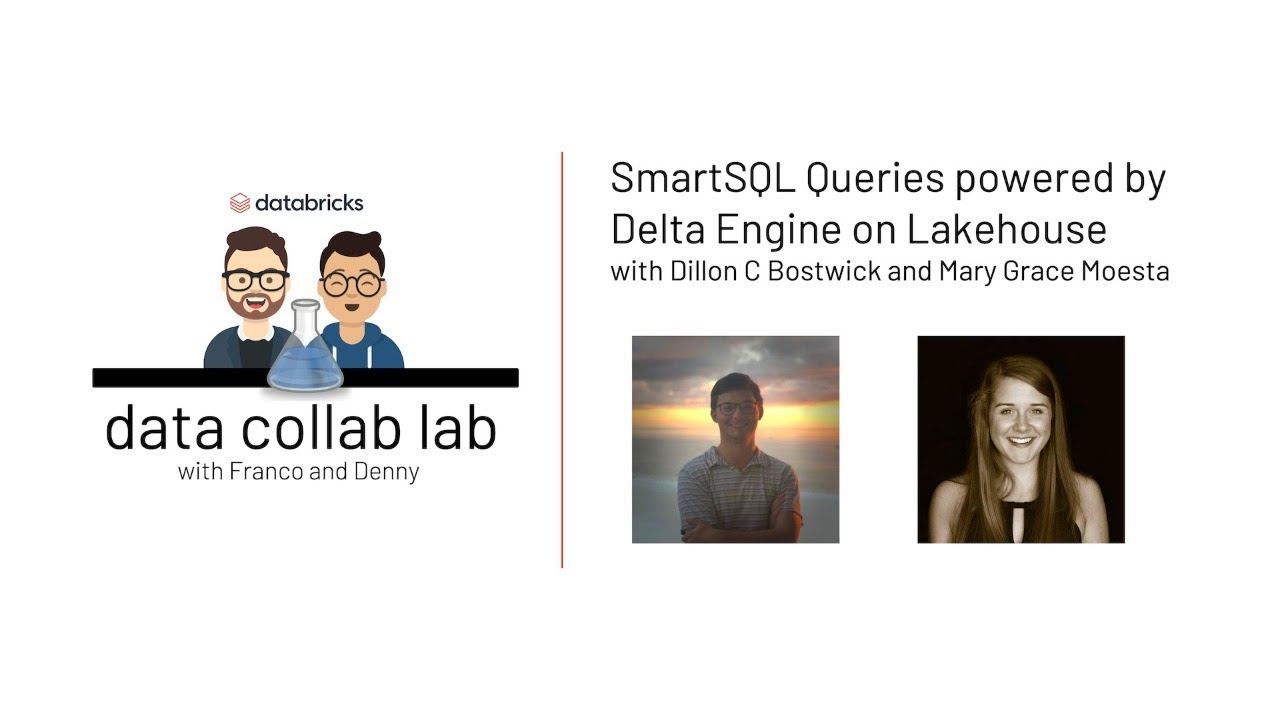 databricks
data collab lab
with Franco and Denny
SmartSQL Queries powered by
Delta Engine on Lakehouse
with Dillon C Bostwick and Mary Grace Moesta